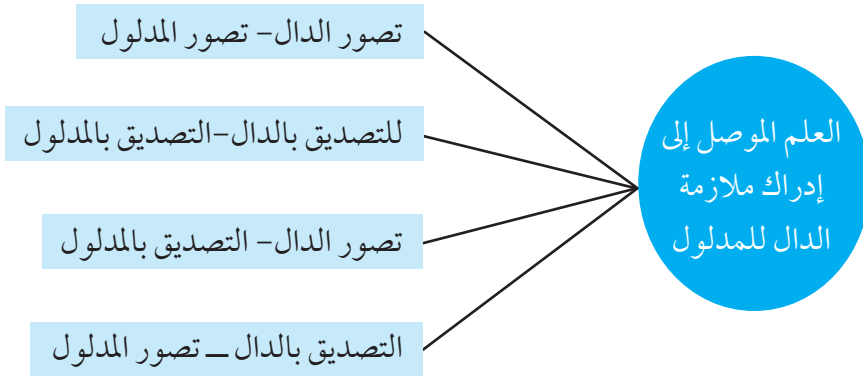 العلم الموصل إلى
إدراك ملازمة
الدال للمدلول
تصور الدال– تصور المدلول
للتصديق بالدال–التصديق بالمدلول
تصور الدال– التصديق بالمدلول
التصديق بالدال ــ تصور المدلول